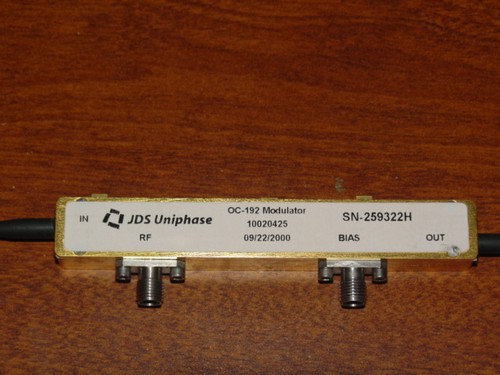 IN JDS Uniphase OC-192 Modulator SN-259322H
10020425
RF 09/22/2000 BIAS OUT